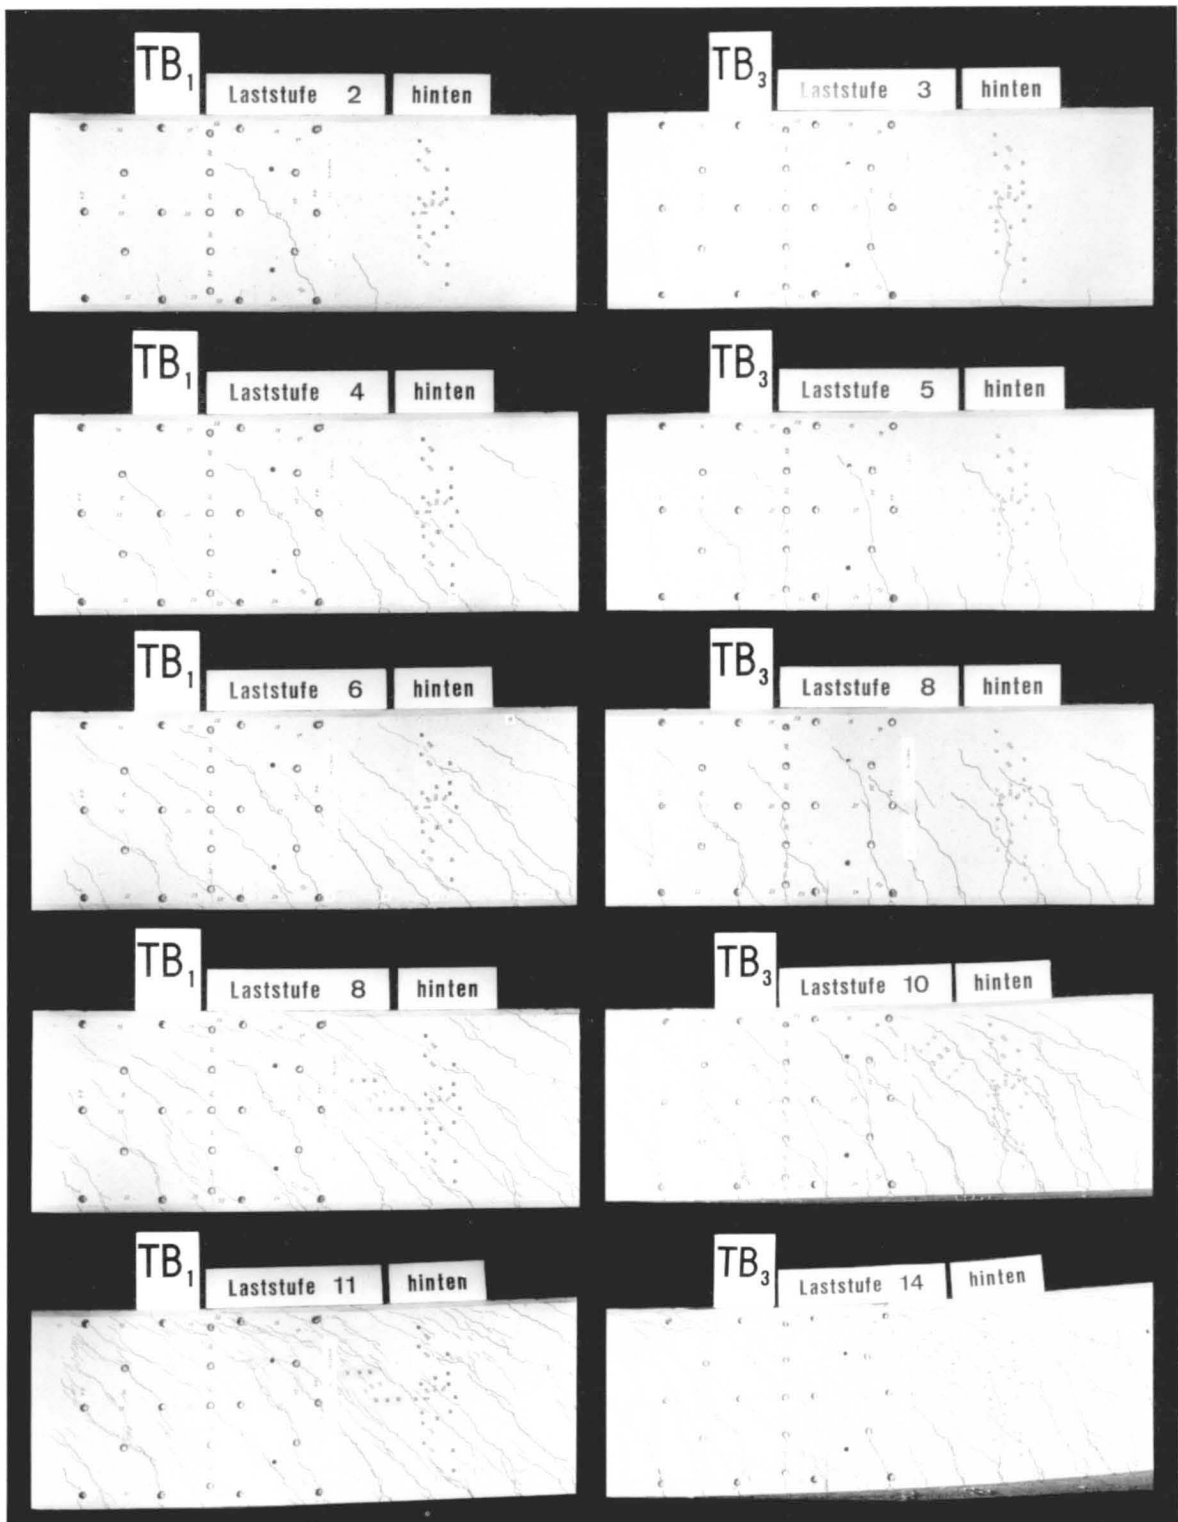 TB₁ Laststufe 2 hinten
TB₃ Laststufe 3 hinten
TB₁ Laststufe 4 hinten
TB₃ Laststufe 5 hinten
TB₁ Laststufe 6 hinten
TB₃ Laststufe 8 hinten
TB₁ Laststufe 8 hinten
TB₃ Laststufe 10 hinten
TB₁ Laststufe 11 hinten
TB₃ Laststufe 14 hinten